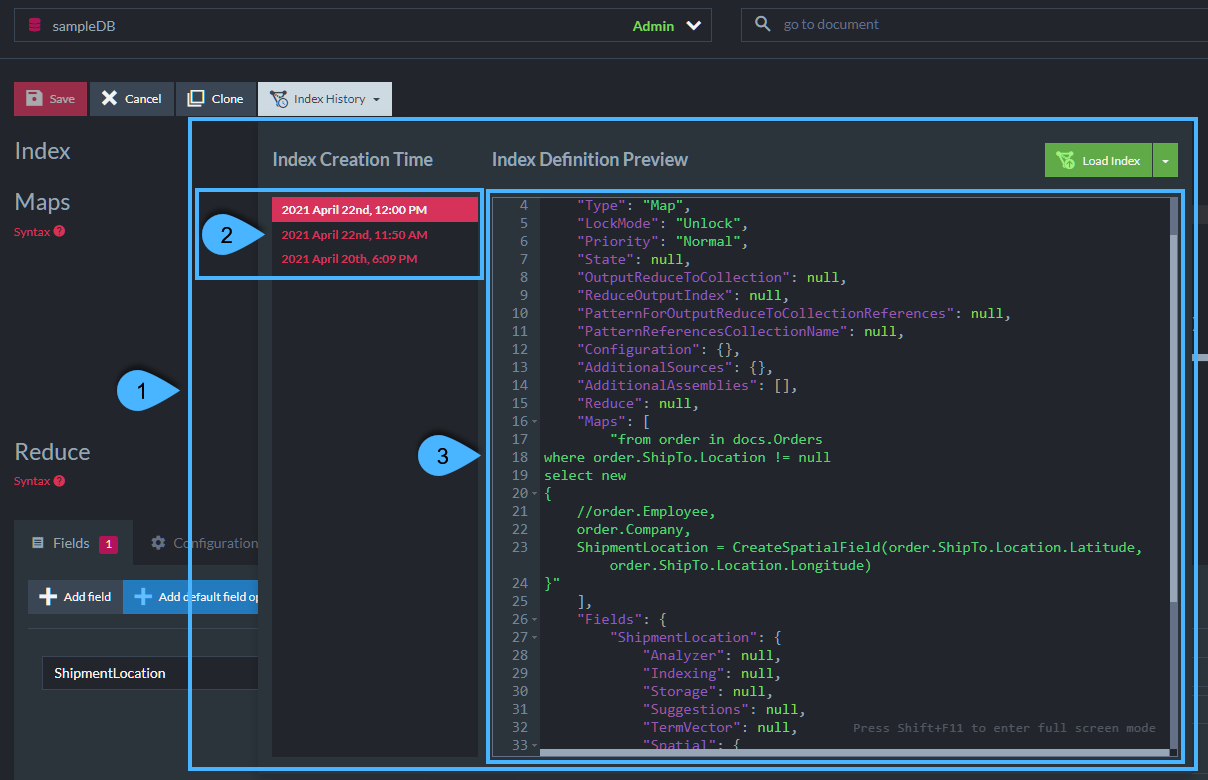 sampleDB
Admin
go to document
Save
Cancel
Clone
Index History
Index
Maps
Syntax ?
Reduce
Syntax ?
Fields 1
Configuration
Add field
Add default field op
ShipmentLocation
1
Index Creation Time
Index Definition Preview
Load Index
2
2021 April 22nd, 12:00 PM
2021 April 22nd, 11:50 AM
2021 April 20th, 6:09 PM
3
4 "Type": "Map",
5 "LockMode": "Unlock",
6 "Priority": "Normal",
7 "State": null,
8 "OutputReduceToCollection": null,
9 "ReduceOutputIndex": null,
10 "PatternForOutputReduceToCollectionReferences": null,
11 "PatternReferencesCollectionName": null,
12 "Configuration": {},
13 "AdditionalSources": {},
14 "AdditionalAssemblies": [],
15 "Reduce": null,
16 "Maps": [
17 "from order in docs.Orders
18 where order.ShipTo.Location != null
19 select new
20 {
21 //order.Employee,
22 order.Company,
23 ShipmentLocation = CreateSpatialField(order.ShipTo.Location.Latitude,
order.ShipTo.Location.Longitude)
24 }"
25 ],
26 "Fields": {
27 "ShipmentLocation": {
28 "Analyzer": null,
29 "Indexing": null,
30 "Storage": null,
31 "Suggestions": null,
32 "TermVector": null,
33 "Spatial": {
Press Shift+F11 to enter full screen mode